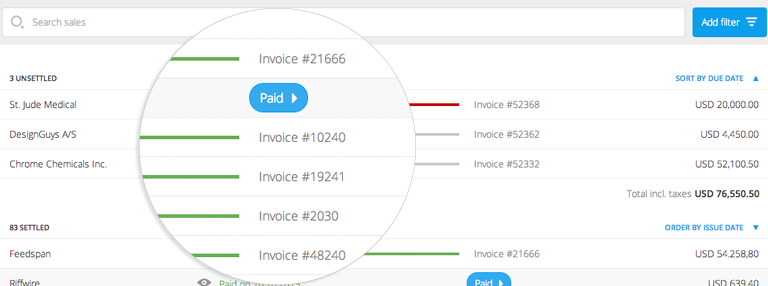 Search sales
Add filter
3 UNSETTLED
SORT BY DUE DATE
St. Jude Medical
Invoice #52368
USD 20,000.00
DesignGuys A/S
Invoice #52362
USD 4,450.00
Chrome Chemicals Inc.
Invoice #52332
USD 52,100.50
Total incl. taxes USD 76,550.50
83 SETTLED
ORDER BY ISSUE DATE
Feedspan
Invoice #21666
USD 54.258,80
Riffwire
Paid on
Paid
USD 639.40
Invoice #21666
Paid
Invoice #10240
Invoice #19241
Invoice #2030
Invoice #48240